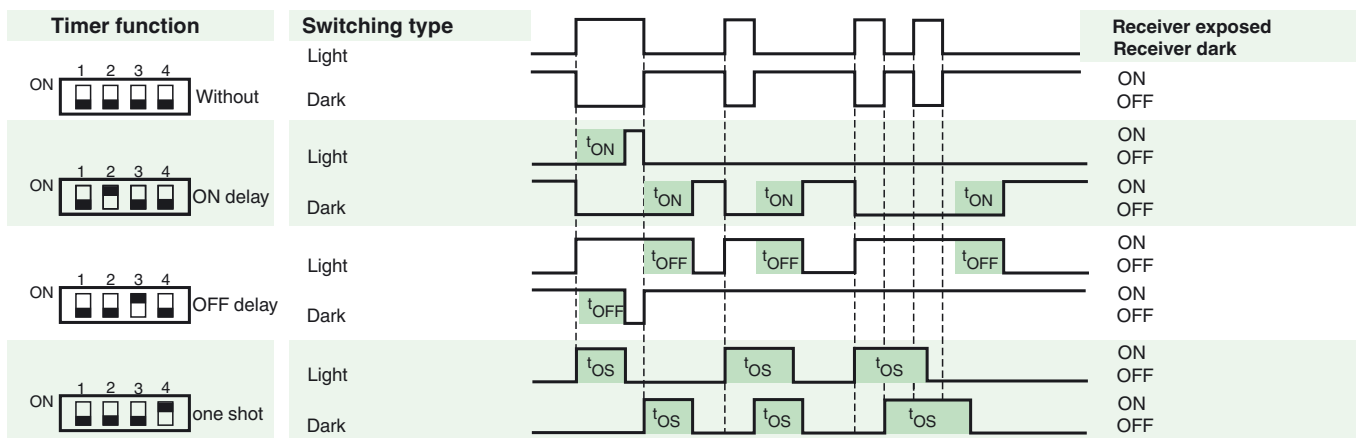 Timer function Switching type Receiver exposed
Light Receiver dark
1 2 3 4
ON Without Dark ON
OFF
Light tON ON
OFF
1 2 3 4
ON ON delay Dark tON tON tON ON
OFF
Light tOFF tOFF tOFF ON
OFF
1 2 3 4
ON OFF delay Dark tOFF ON
OFF
Light tOS tOS tOS ON
OFF
1 2 3 4
ON one shot Dark tOS tOS tOS ON
OFF